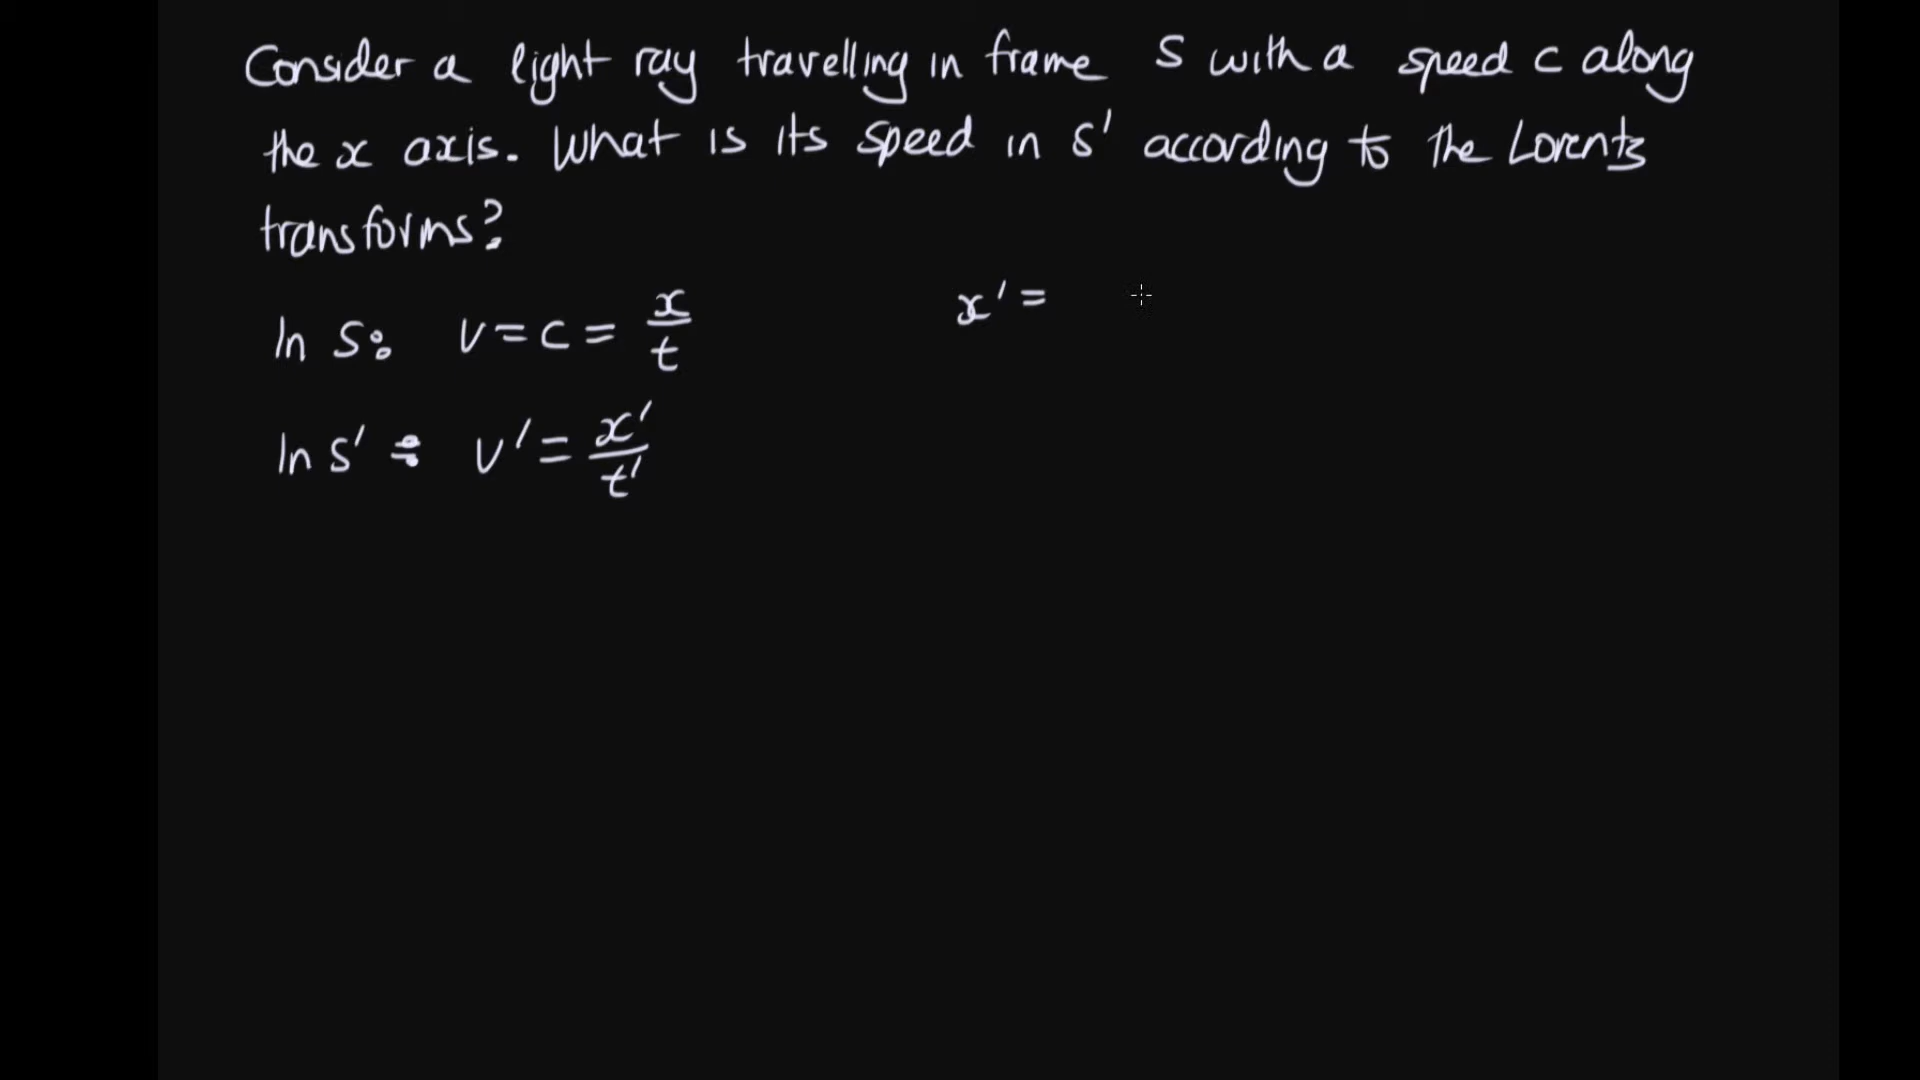 Consider a light ray travelling in frame S with a speed c along
the x axis. What is its speed in S' according to the Lorentz
transforms?
In S: v = c = x/t
x' =
In S': v' = x'/t'